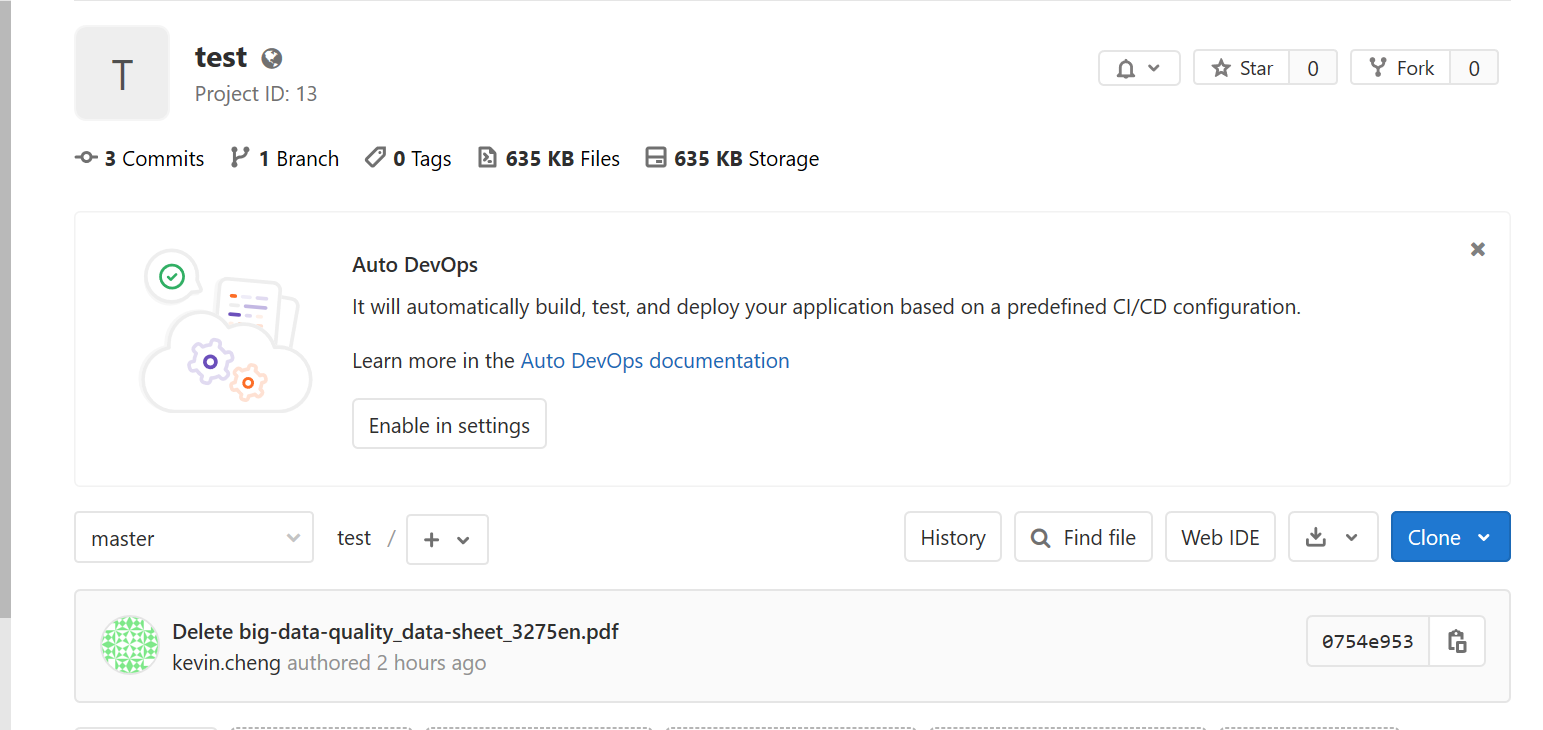 T
test
Project ID: 13
Star 0
Fork 0
3 Commits 1 Branch 0 Tags 635 KB Files 635 KB Storage
Auto DevOps
It will automatically build, test, and deploy your application based on a predefined CI/CD configuration.
Learn more in the Auto DevOps documentation
Enable in settings
master test / + History Find file Web IDE Clone
Delete big-data-quality_data-sheet_3275en.pdf
kevin.cheng authored 2 hours ago
0754e953